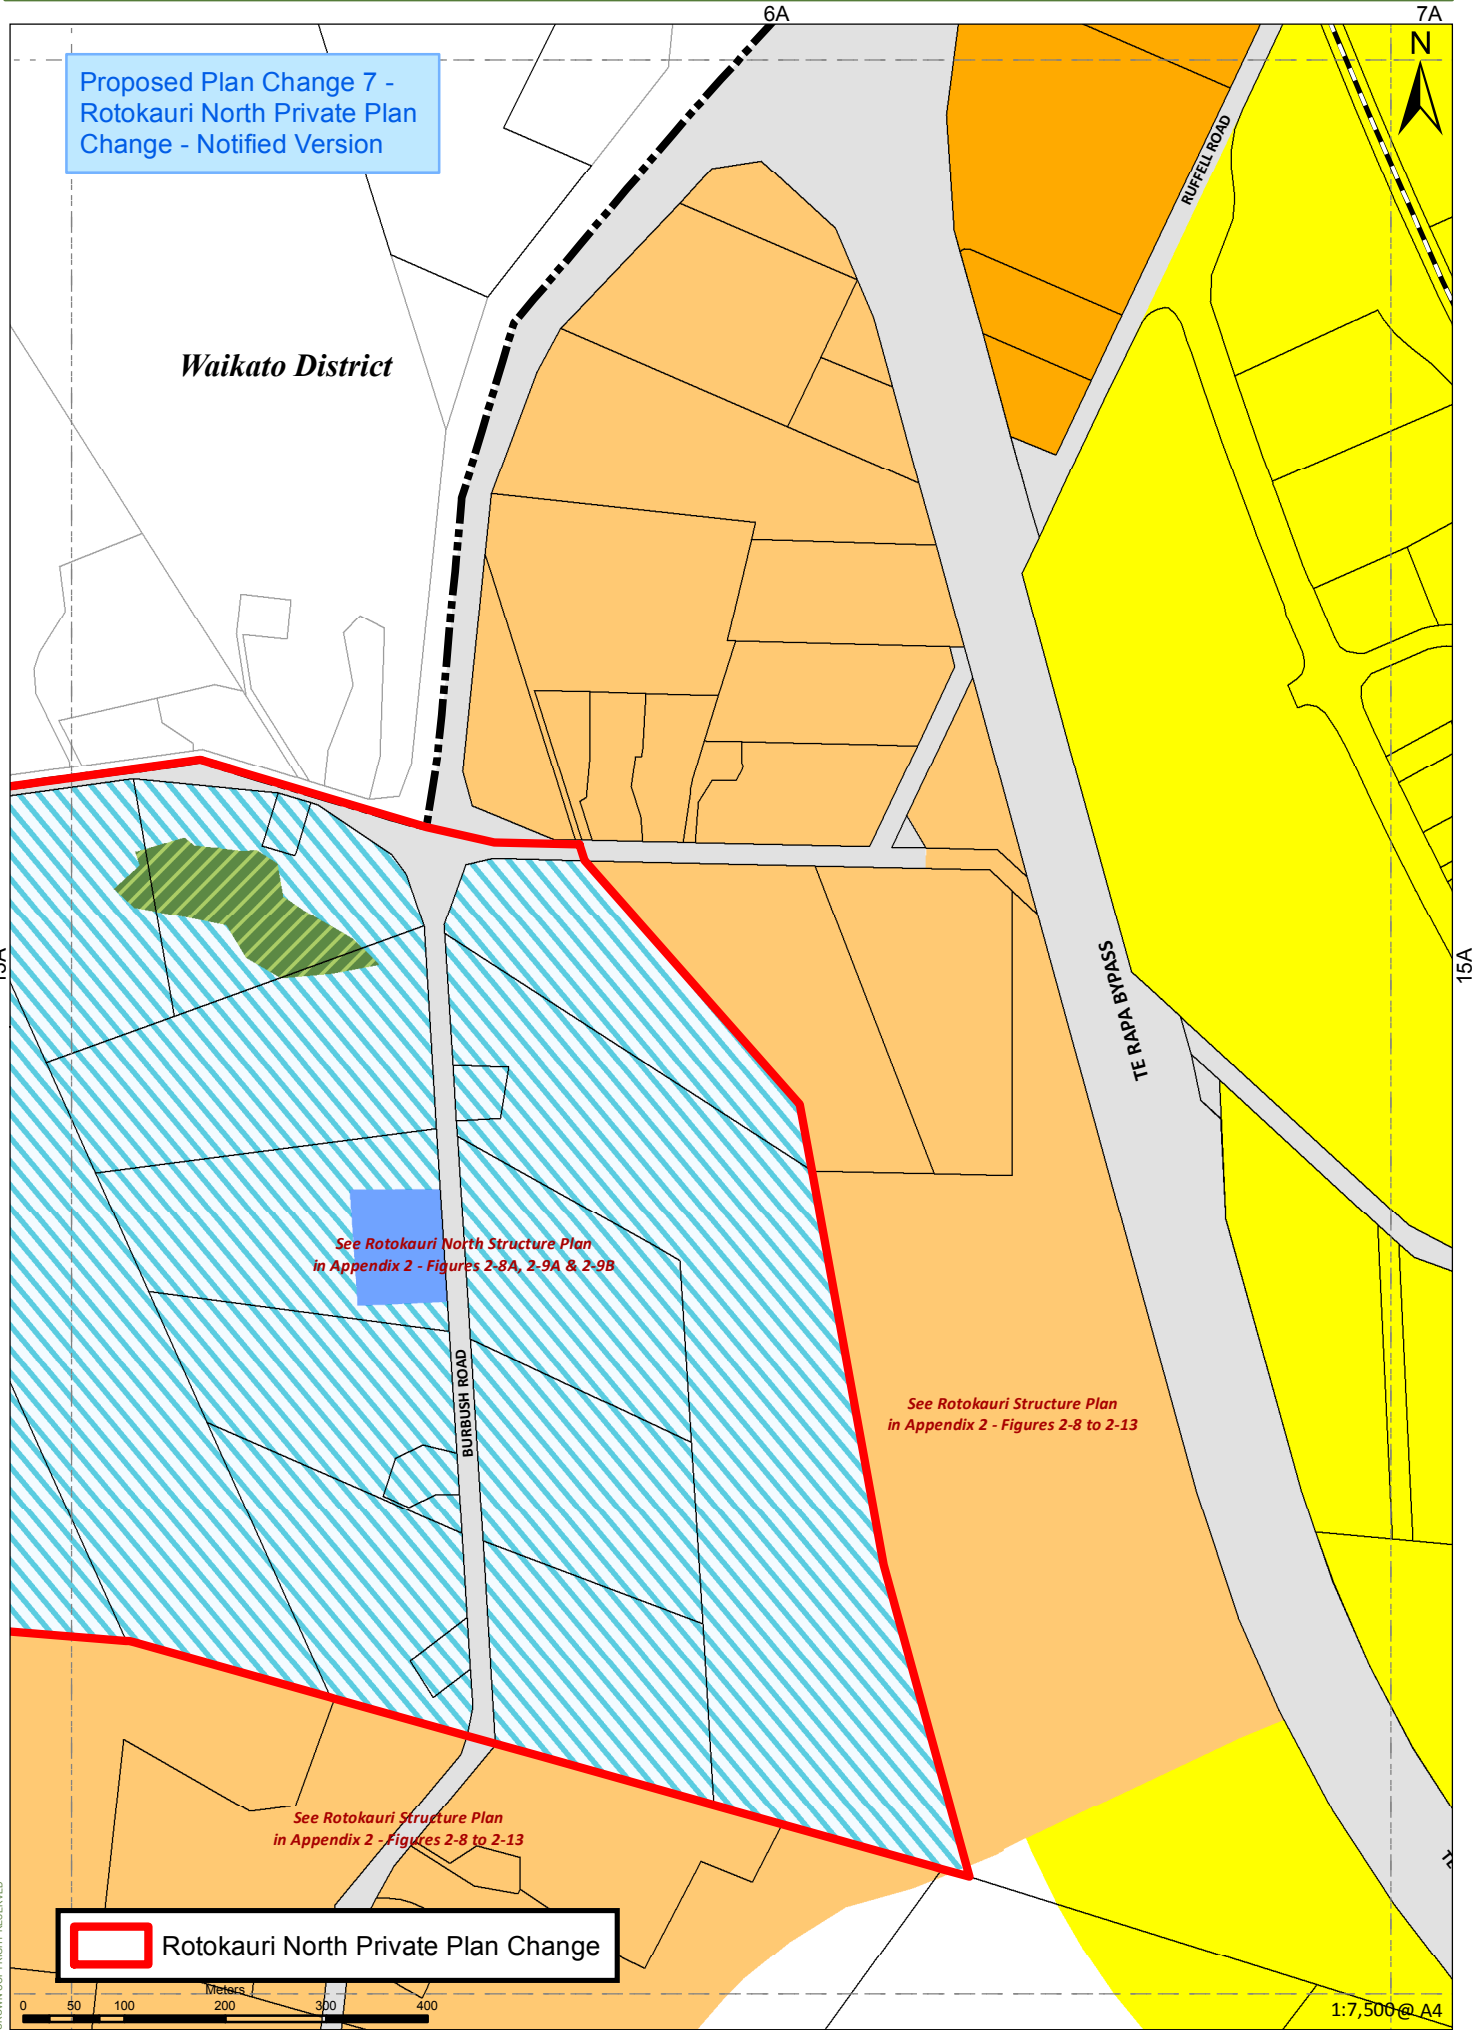 6A
7A
N
Proposed Plan Change 7 -
Rotokauri North Private Plan
Change - Notified Version
RUFFELL ROAD
Waikato District
15A
TE RAPA BYPASS
See Rotokauri North Structure Plan
in Appendix 2 - Figures 2-8A, 2-9A & 2-9B
BURBUSH ROAD
See Rotokauri Structure Plan
in Appendix 2 - Figures 2-8 to 2-13
See Rotokauri Structure Plan
in Appendix 2 - Figures 2-8 to 2-13
Rotokauri North Private Plan Change
Meters
0 50 100 200 300 400
1:7,500@ A4